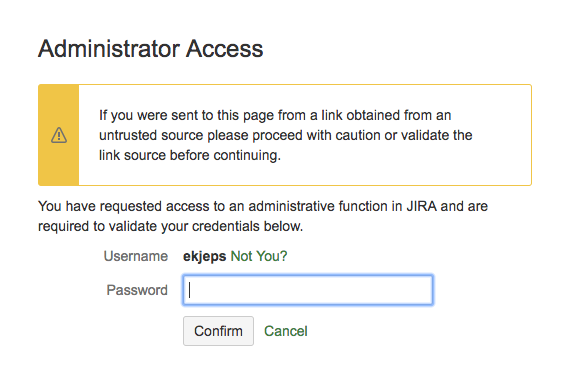 Administrator Access
If you were sent to this page from a link obtained from an
untrusted source please proceed with caution or validate the
link source before continuing.
You have requested access to an administrative function in JIRA and are
required to validate your credentials below.
Username ekjeps Not You?
Password
Confirm Cancel